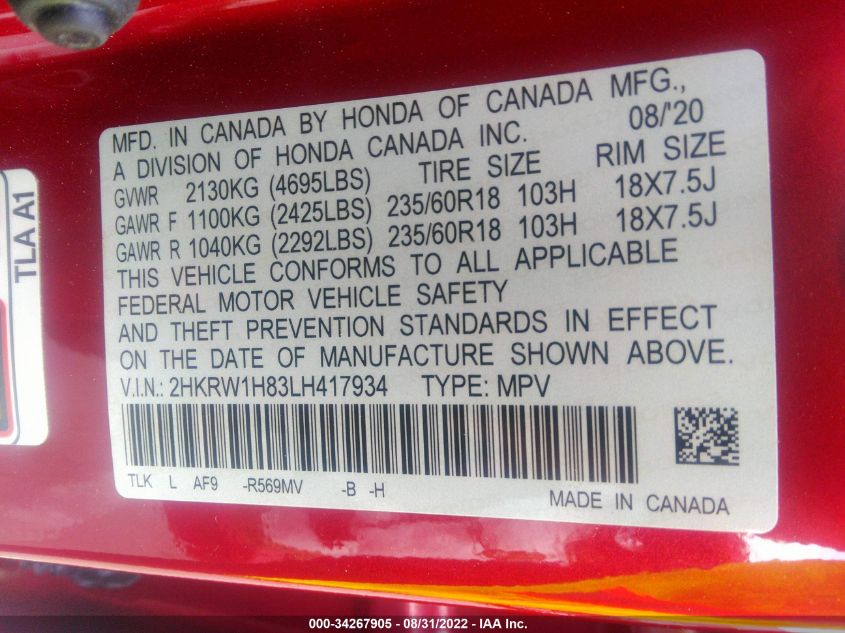 MFD. IN CANADA BY HONDA OF CANADA MFG.,
A DIVISION OF HONDA CANADA INC. 08/'20
GVWR 2130KG (4695LBS) TIRE SIZE RIM SIZE
GAWR F 1100KG (2425LBS) 235/60R18 103H 18X7.5J
GAWR R 1040KG (2292LBS) 235/60R18 103H 18X7.5J
THIS VEHICLE CONFORMS TO ALL APPLICABLE
FEDERAL MOTOR VEHICLE SAFETY
AND THEFT PREVENTION STANDARDS IN EFFECT
ON THE DATE OF MANUFACTURE SHOWN ABOVE.
V.I.N.: 2HKRW1H83LH417934 TYPE: MPV
TLK L AF9 -R569MV -B -H
MADE IN CANADA
TLA A1
000-34267905 - 08/31/2022 - IAA Inc.